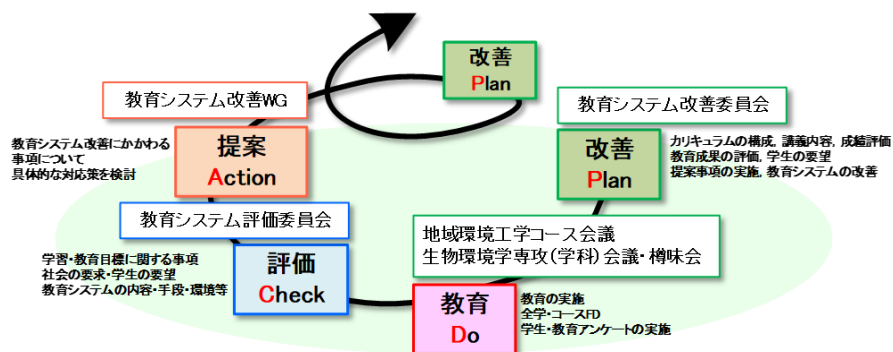 改善
Plan
教育システム改善WG
教育システム改善委員会
教育システム改善にかかわる
事項について
具体的な対応策を検討
提案
Action
改善
Plan
カリキュラムの構成, 講義内容, 成績評価
教育成果の評価, 学生の要望
提案事項の実施, 教育システムの改善
教育システム評価委員会
地域環境工学コース会議
生物環境学専攻(学科)会議・樽味会
学習・教育目標に関する事項
社会の要求・学生の要望
教育システムの内容・手段・環境等
評価
Check
教育
Do
教育の実施
全学・コースFD
学生・教育アンケートの実施